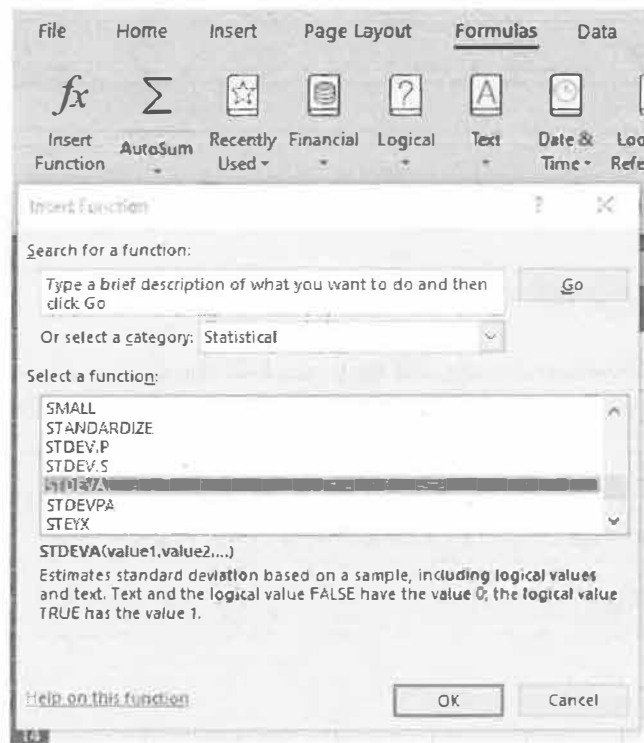 File Home Insert Page Layout Formulas Data
fx
Insert Function AutoSum Recently Used Financial Logical Text Date & Time
Insert Function ?
Search for a function:
Type a brief description of what you want to do and then
click Go
Go
Or select a category: Statistical
Select a function:
SMALL
STANDARDIZE
STDEV.P
STDEV.S
STDEVA
STDEVPA
STEYX
STDEVA(value1,value2,...)
Estimates standard deviation based on a sample, including logical values
and text. Text and the logical value FALSE have the value 0; the logical value
TRUE has the value 1.
Help on this function OK Cancel
14